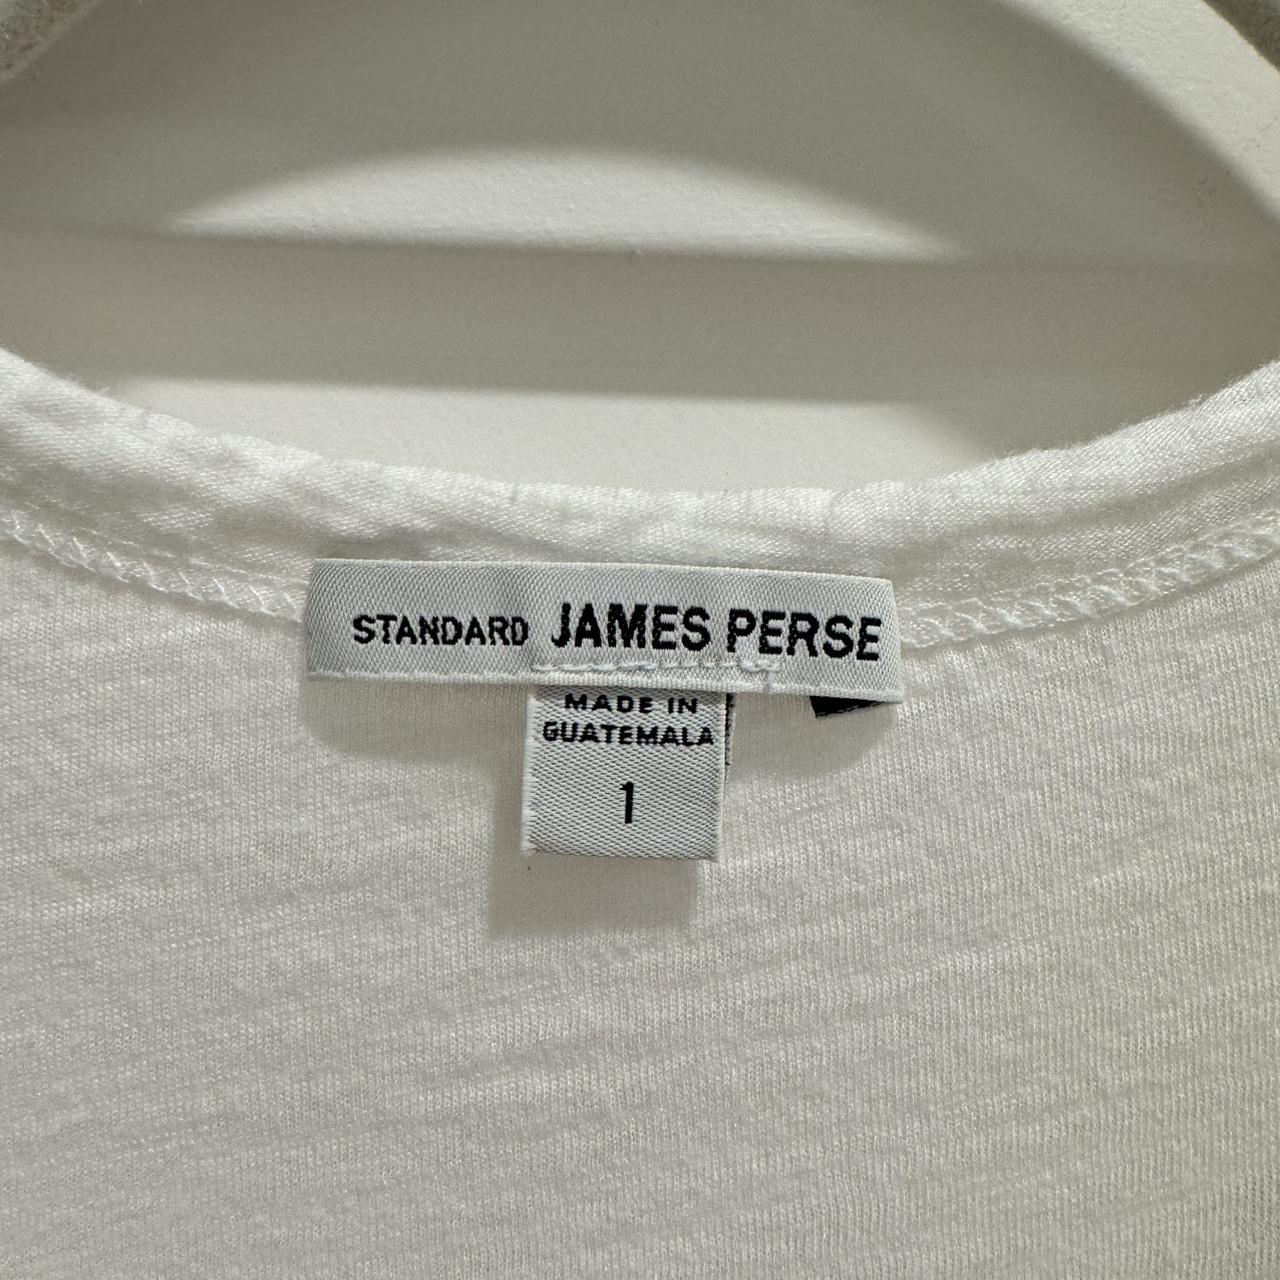 STANDARD JAMES PERSE
MADE IN
GUATEMALA
1